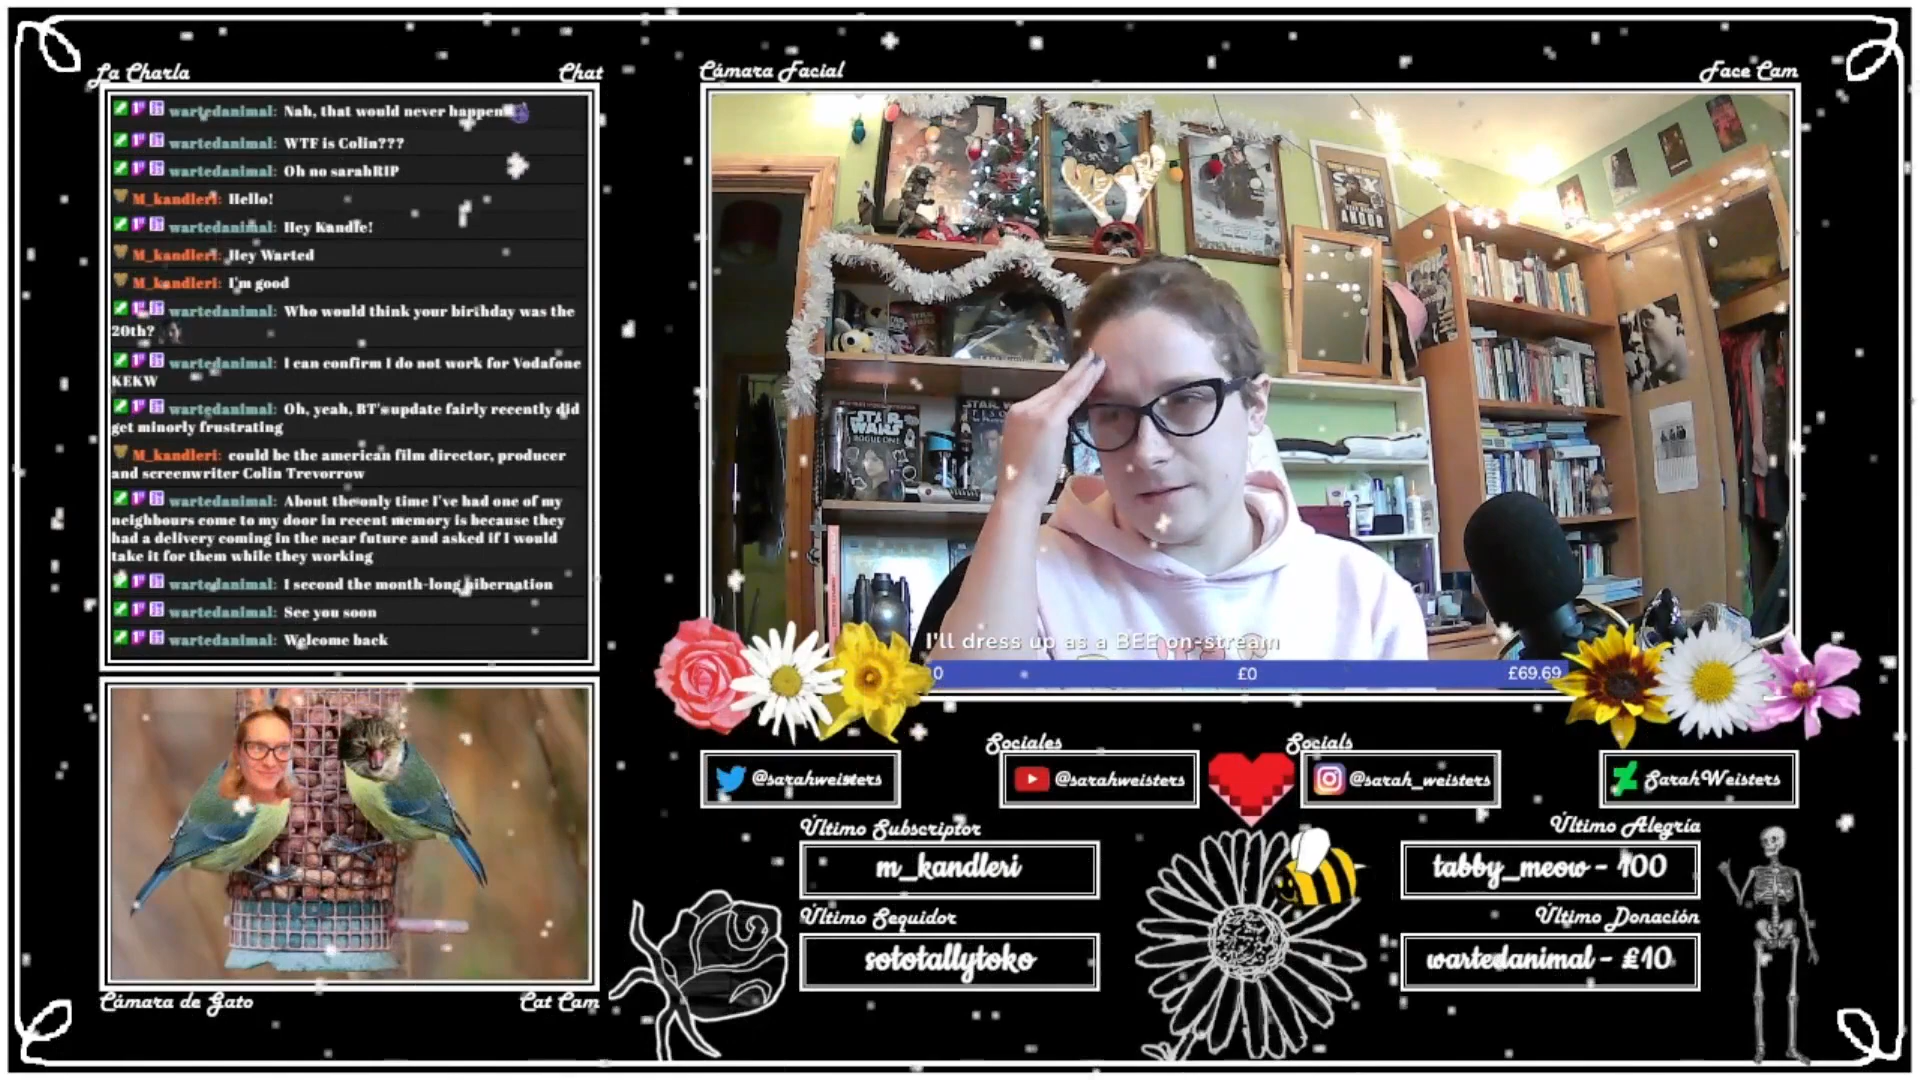 La Charla
Chat
wartedanimal: Nah, that would never happen
wartedanimal: WTF is Colin???
wartedanimal: Oh no sarahRIP
M_kandleri: Hello!
wartedanimal: Hey Kandle!
M_kandleri: Hey Warted
M_kandleri: I'm good
wartedanimal: Who would think your birthday was the
20th?
wartedanimal: I can confirm I do not work for Vodafone
KEKW
wartedanimal: Oh, yeah, BT's update fairly recently did
get minorly frustrating
M_kandleri: could be the american film director, producer
and screenwriter Colin Trevorrow
wartedanimal: About the only time I've had one of my
neighbours come to my door in recent memory is because they
had a delivery coming in the near future and asked if I would
take it for them while they working
wartedanimal: I second the month-long hibernation
wartedanimal: See you soon
wartedanimal: Welcome back
Cámara de Gato
Cat Cam
Cámara Facial
Face Cam
ANDOR
STAR WARS
ROGUE ONE
I'll dress up as a BEE on-stream
0
£0
£69.69
Sociales
Socials
@sarahweisters
@sarahweisters
@sarah_weisters
SarahWeisters
Último Subscriptor
m_kandleri
Último Seguidor
sototallytoko
Último Alegría
tabby_meow - 100
Último Donación
wartedanimal - £10